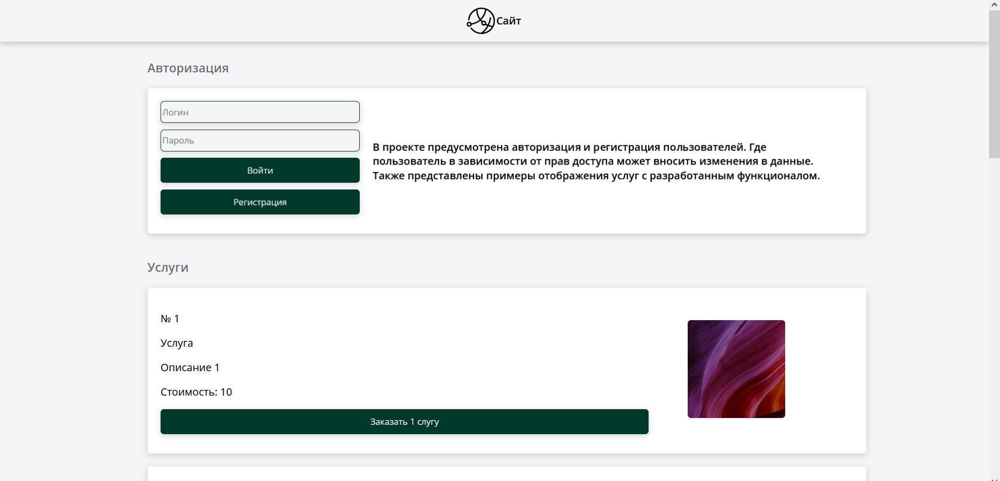 Сайт
Авторизация
Логин
Пароль
Войти
Регистрация
В проекте предусмотрена авторизация и регистрация пользователей. Где
пользователь в зависимости от прав доступа может вносить изменения в данные.
Также представлены примеры отображения услуг с разработанным функционалом.
Услуги
№ 1
Услуга
Описание 1
Стоимость: 10
Заказать 1 слугу